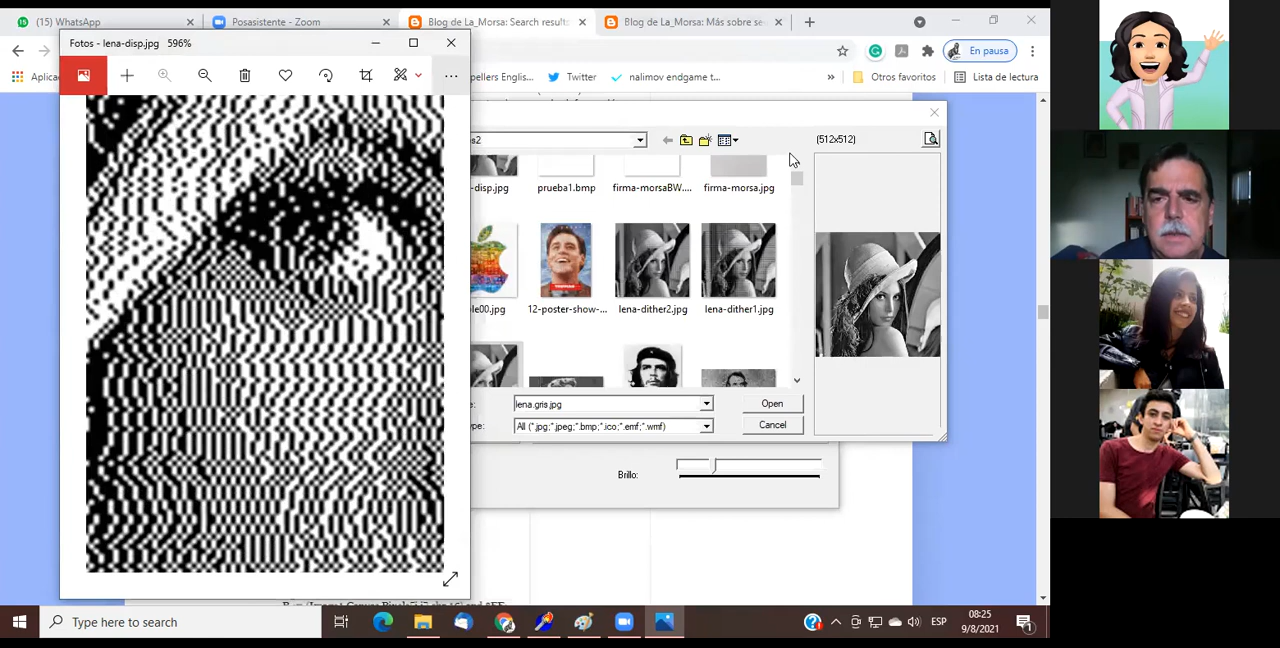 (15) WhatsApp
Posasistente - Zoom
Blog de La_Morsa: Search result
Blog de La_Morsa: Más sobre se
Fotos - lena-disp.jpg 596%
En pausa
Aplicac
pellers Englis...
Twitter
nalimov endgame t...
Otros favoritos
Lista de lectura
s2
(512x512)
-disp.jpg
prueba1.bmp
firma-morsaBW....
firma-morsa.jpg
le00.jpg
12-poster-show-...
lena-dither2.jpg
lena-dither1.jpg
e:
lena.gris.jpg
Open
ype:
All (*.jpg;*.jpeg;*.bmp;*.ico;*.emf;*.wmf)
Cancel
Brillo:
Type here to search
ESP
08:25
9/8/2021